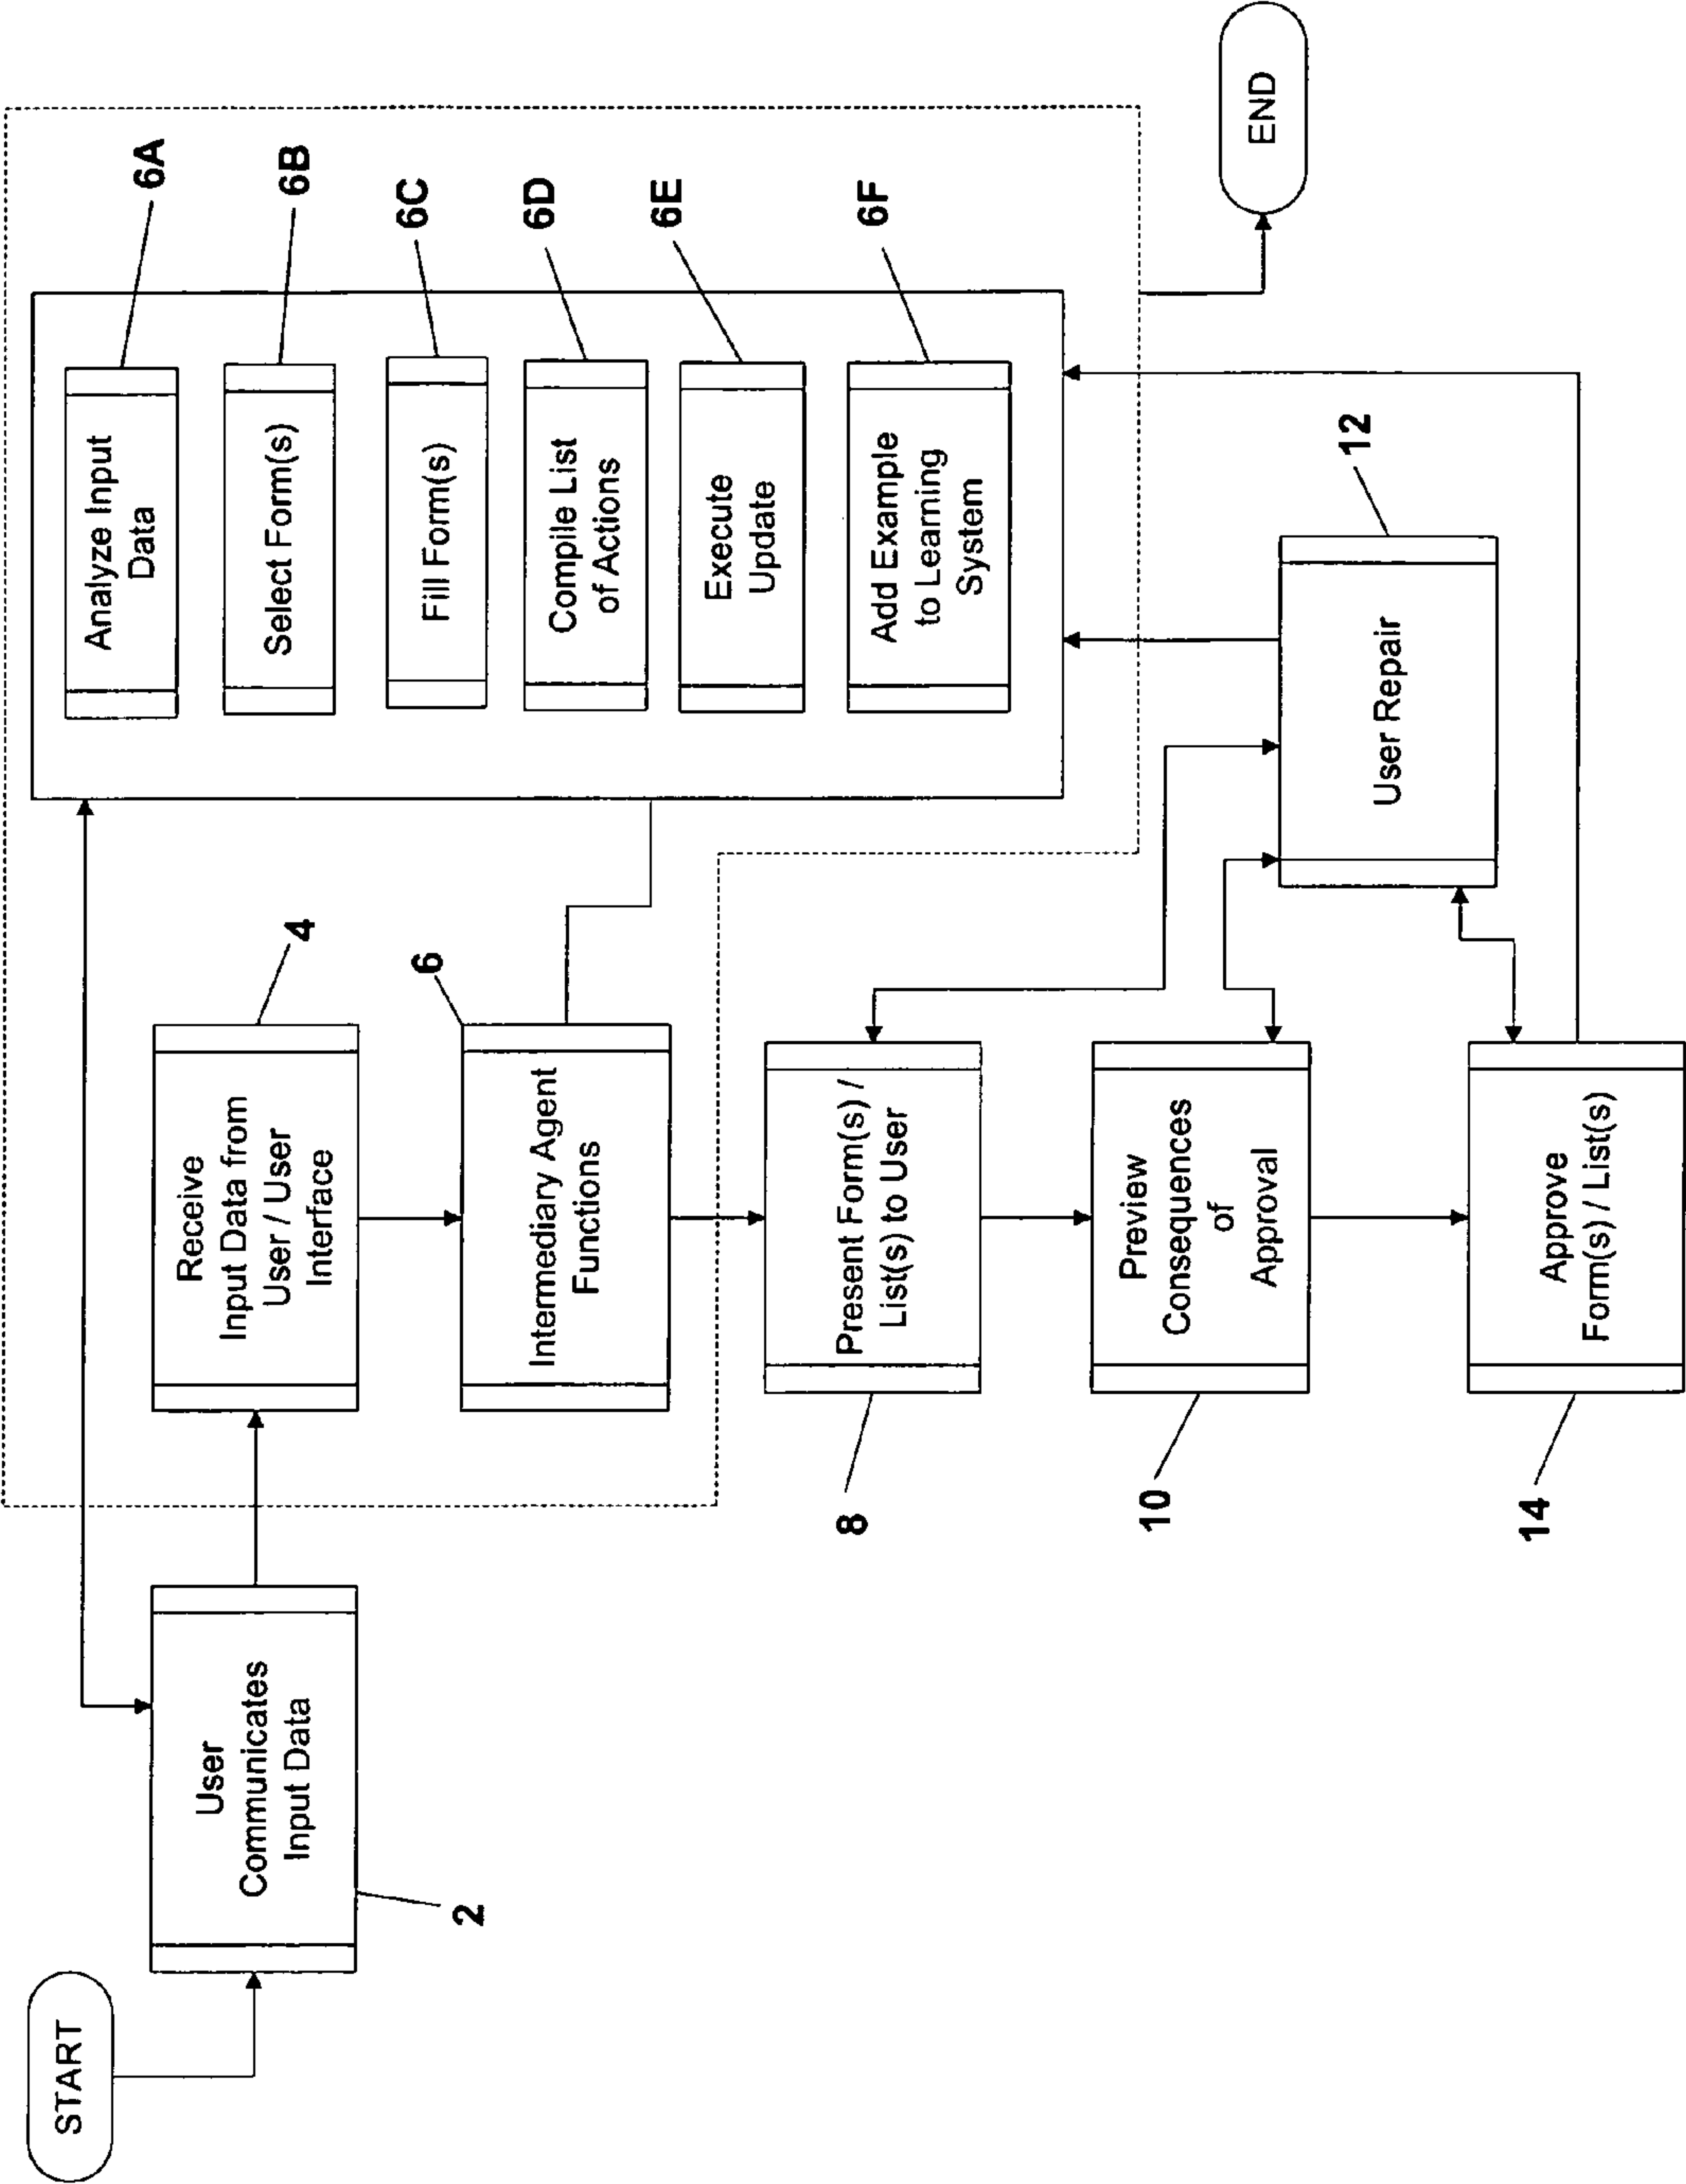 START
User
Communicates
Input Data
2
Receive
Input Data from
User / User
Interface
4
Intermediary Agent
Functions
6
Analyze Input
Data
6A
Select Form(s)
6B
Fill Form(s)
6C
Compile List
of Actions
6D
Execute
Update
6E
Add Example
to Learning
System
6F
Present Form(s) /
List(s) to User
8
Preview
Consequences
of
Approval
10
User Repair
12
Approve
Form(s) / List(s)
14
END